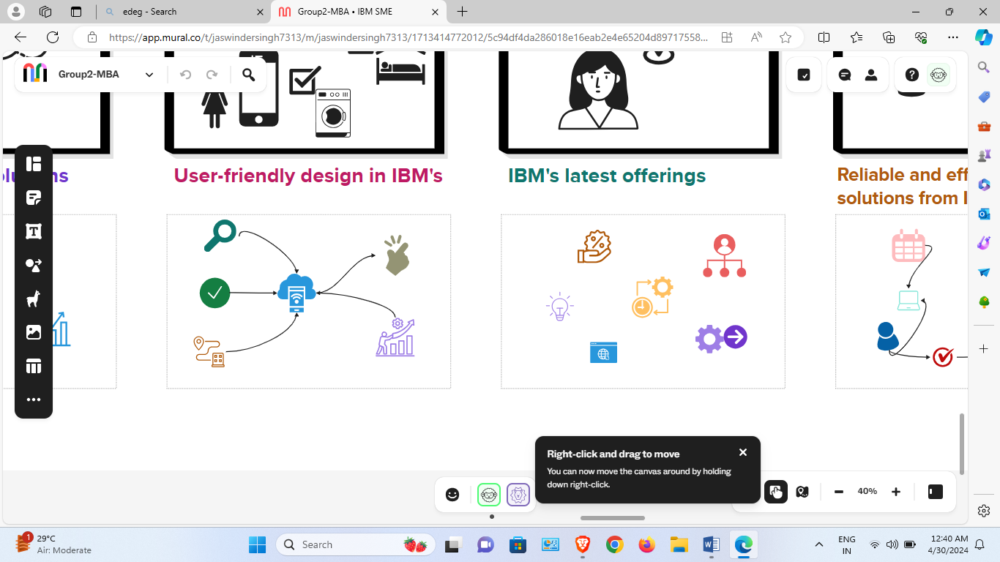 edeg - Search
Group2-MBA • IBM SME
https://app.mural.co/t/jaswindersingh7313/m/jaswindersingh7313/1713414772012/5c94df4da286018e16eab2e4e65204d89717558...
Group2-MBA
User-friendly design in IBM's
IBM's latest offerings
Reliable and eff
solutions from I
T
%
Right-click and drag to move
You can now move the canvas around by holding
down right-click.
40%
1
29°C
Air: Moderate
Search
ENG
IN
12:40 AM
4/30/2024